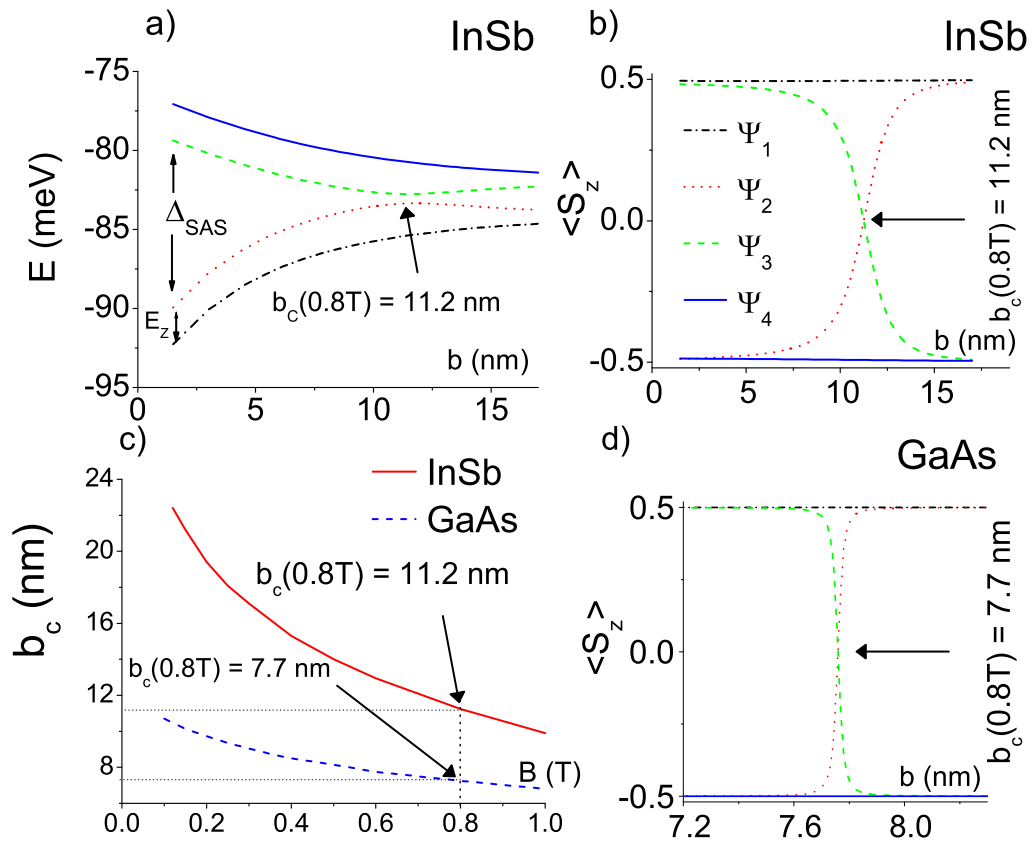 a)
InSb
E (meV)
-75
-80
-85
-90
-95
Δ_SAS
E_Z
b_C(0.8T) = 11.2 nm
b (nm)
0 5 10 15
b)
InSb
<S_z>
0.5
0.0
-0.5
Ψ_1
Ψ_2
Ψ_3
Ψ_4
b_c(0.8T) = 11.2 nm
b (nm)
0 5 10 15
c)
InSb
GaAs
b_c (nm)
24
20
16
12
8
b_c(0.8T) = 11.2 nm
b_c(0.8T) = 7.7 nm
B (T)
0.0 0.2 0.4 0.6 0.8 1.0
d)
GaAs
<S_z>
0.5
0.0
-0.5
b_c(0.8T) = 7.7 nm
b (nm)
7.2 7.6 8.0